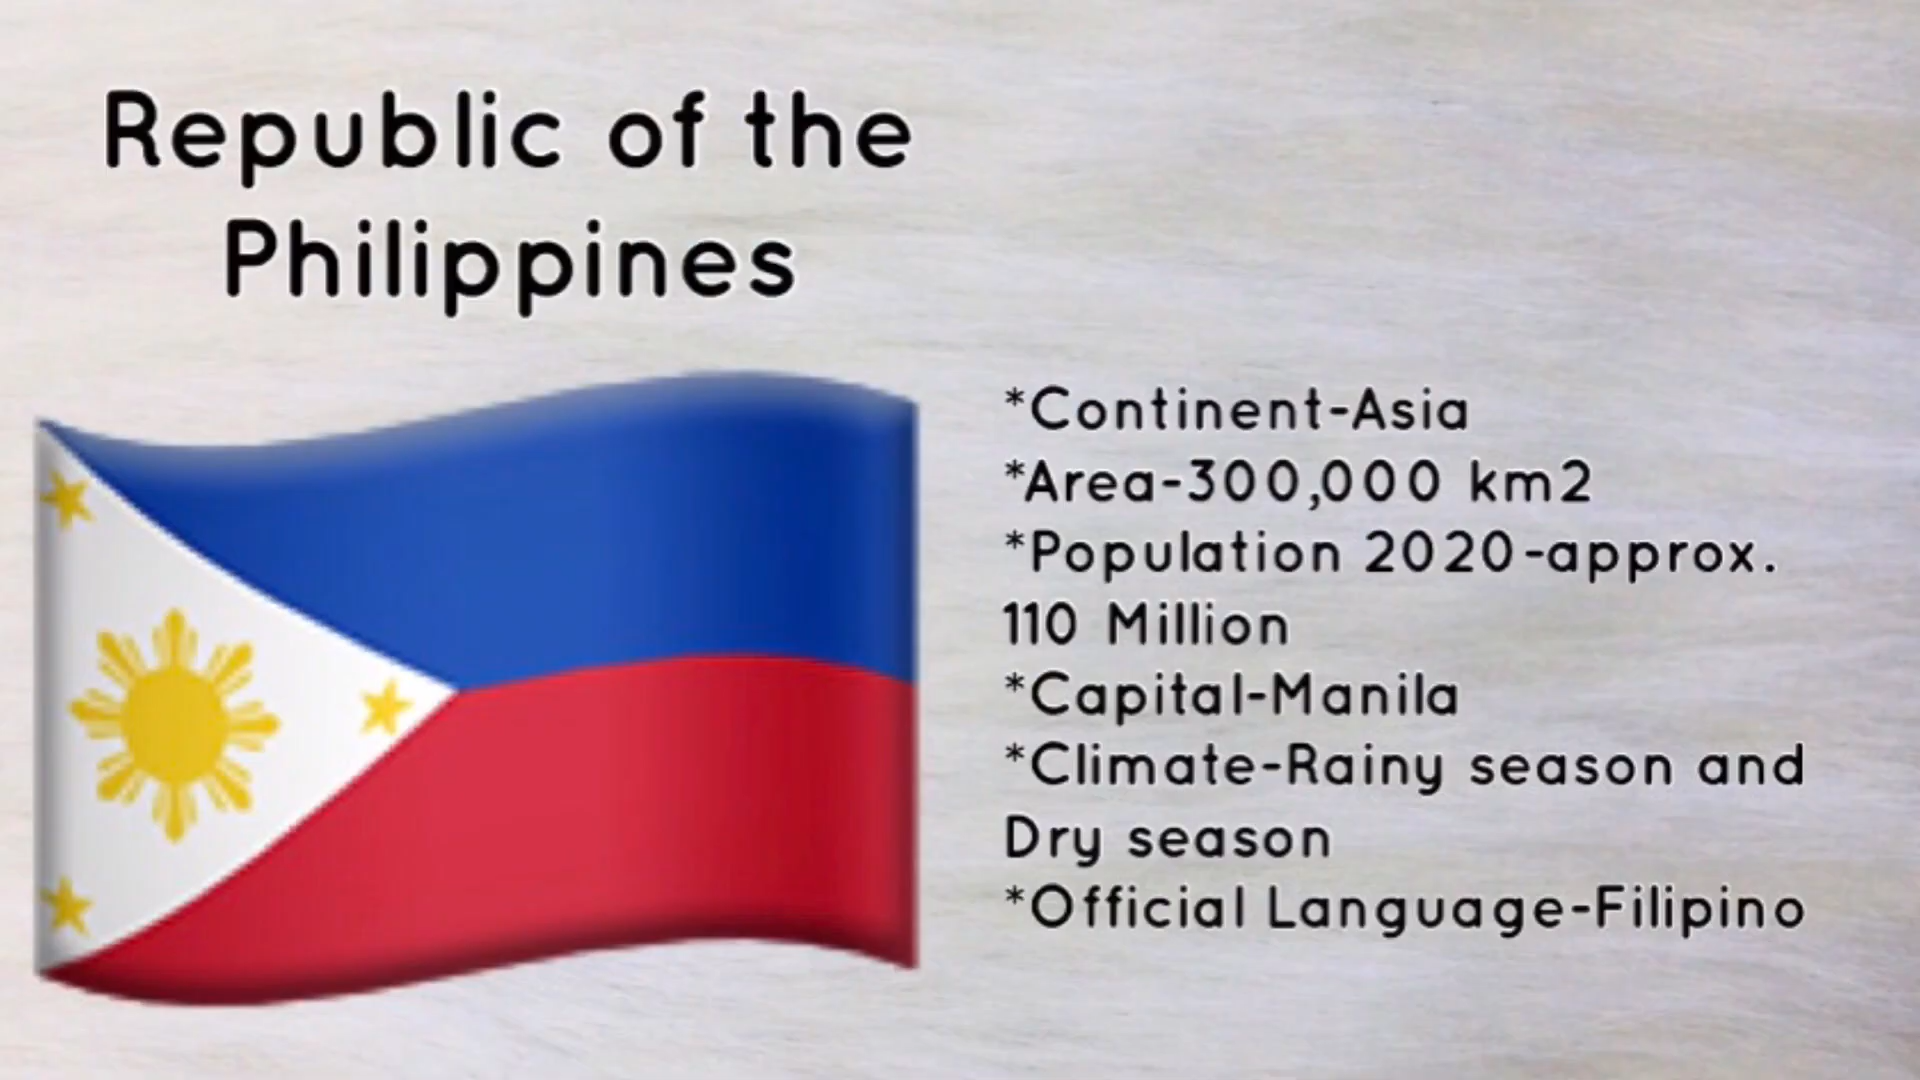 Republic of the
Philippines
*Continent-Asia
*Area-300,000 km2
*Population 2020-approx.
110 Million
*Capital-Manila
*Climate-Rainy season and
Dry season
*Official Language-Filipino